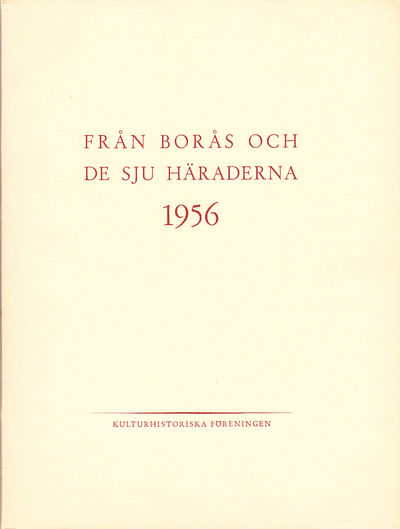 FRÅN BORÅS OCH
DE SJU HÄRADERNA
1956
KULTURHISTORISKA FÖRENINGEN